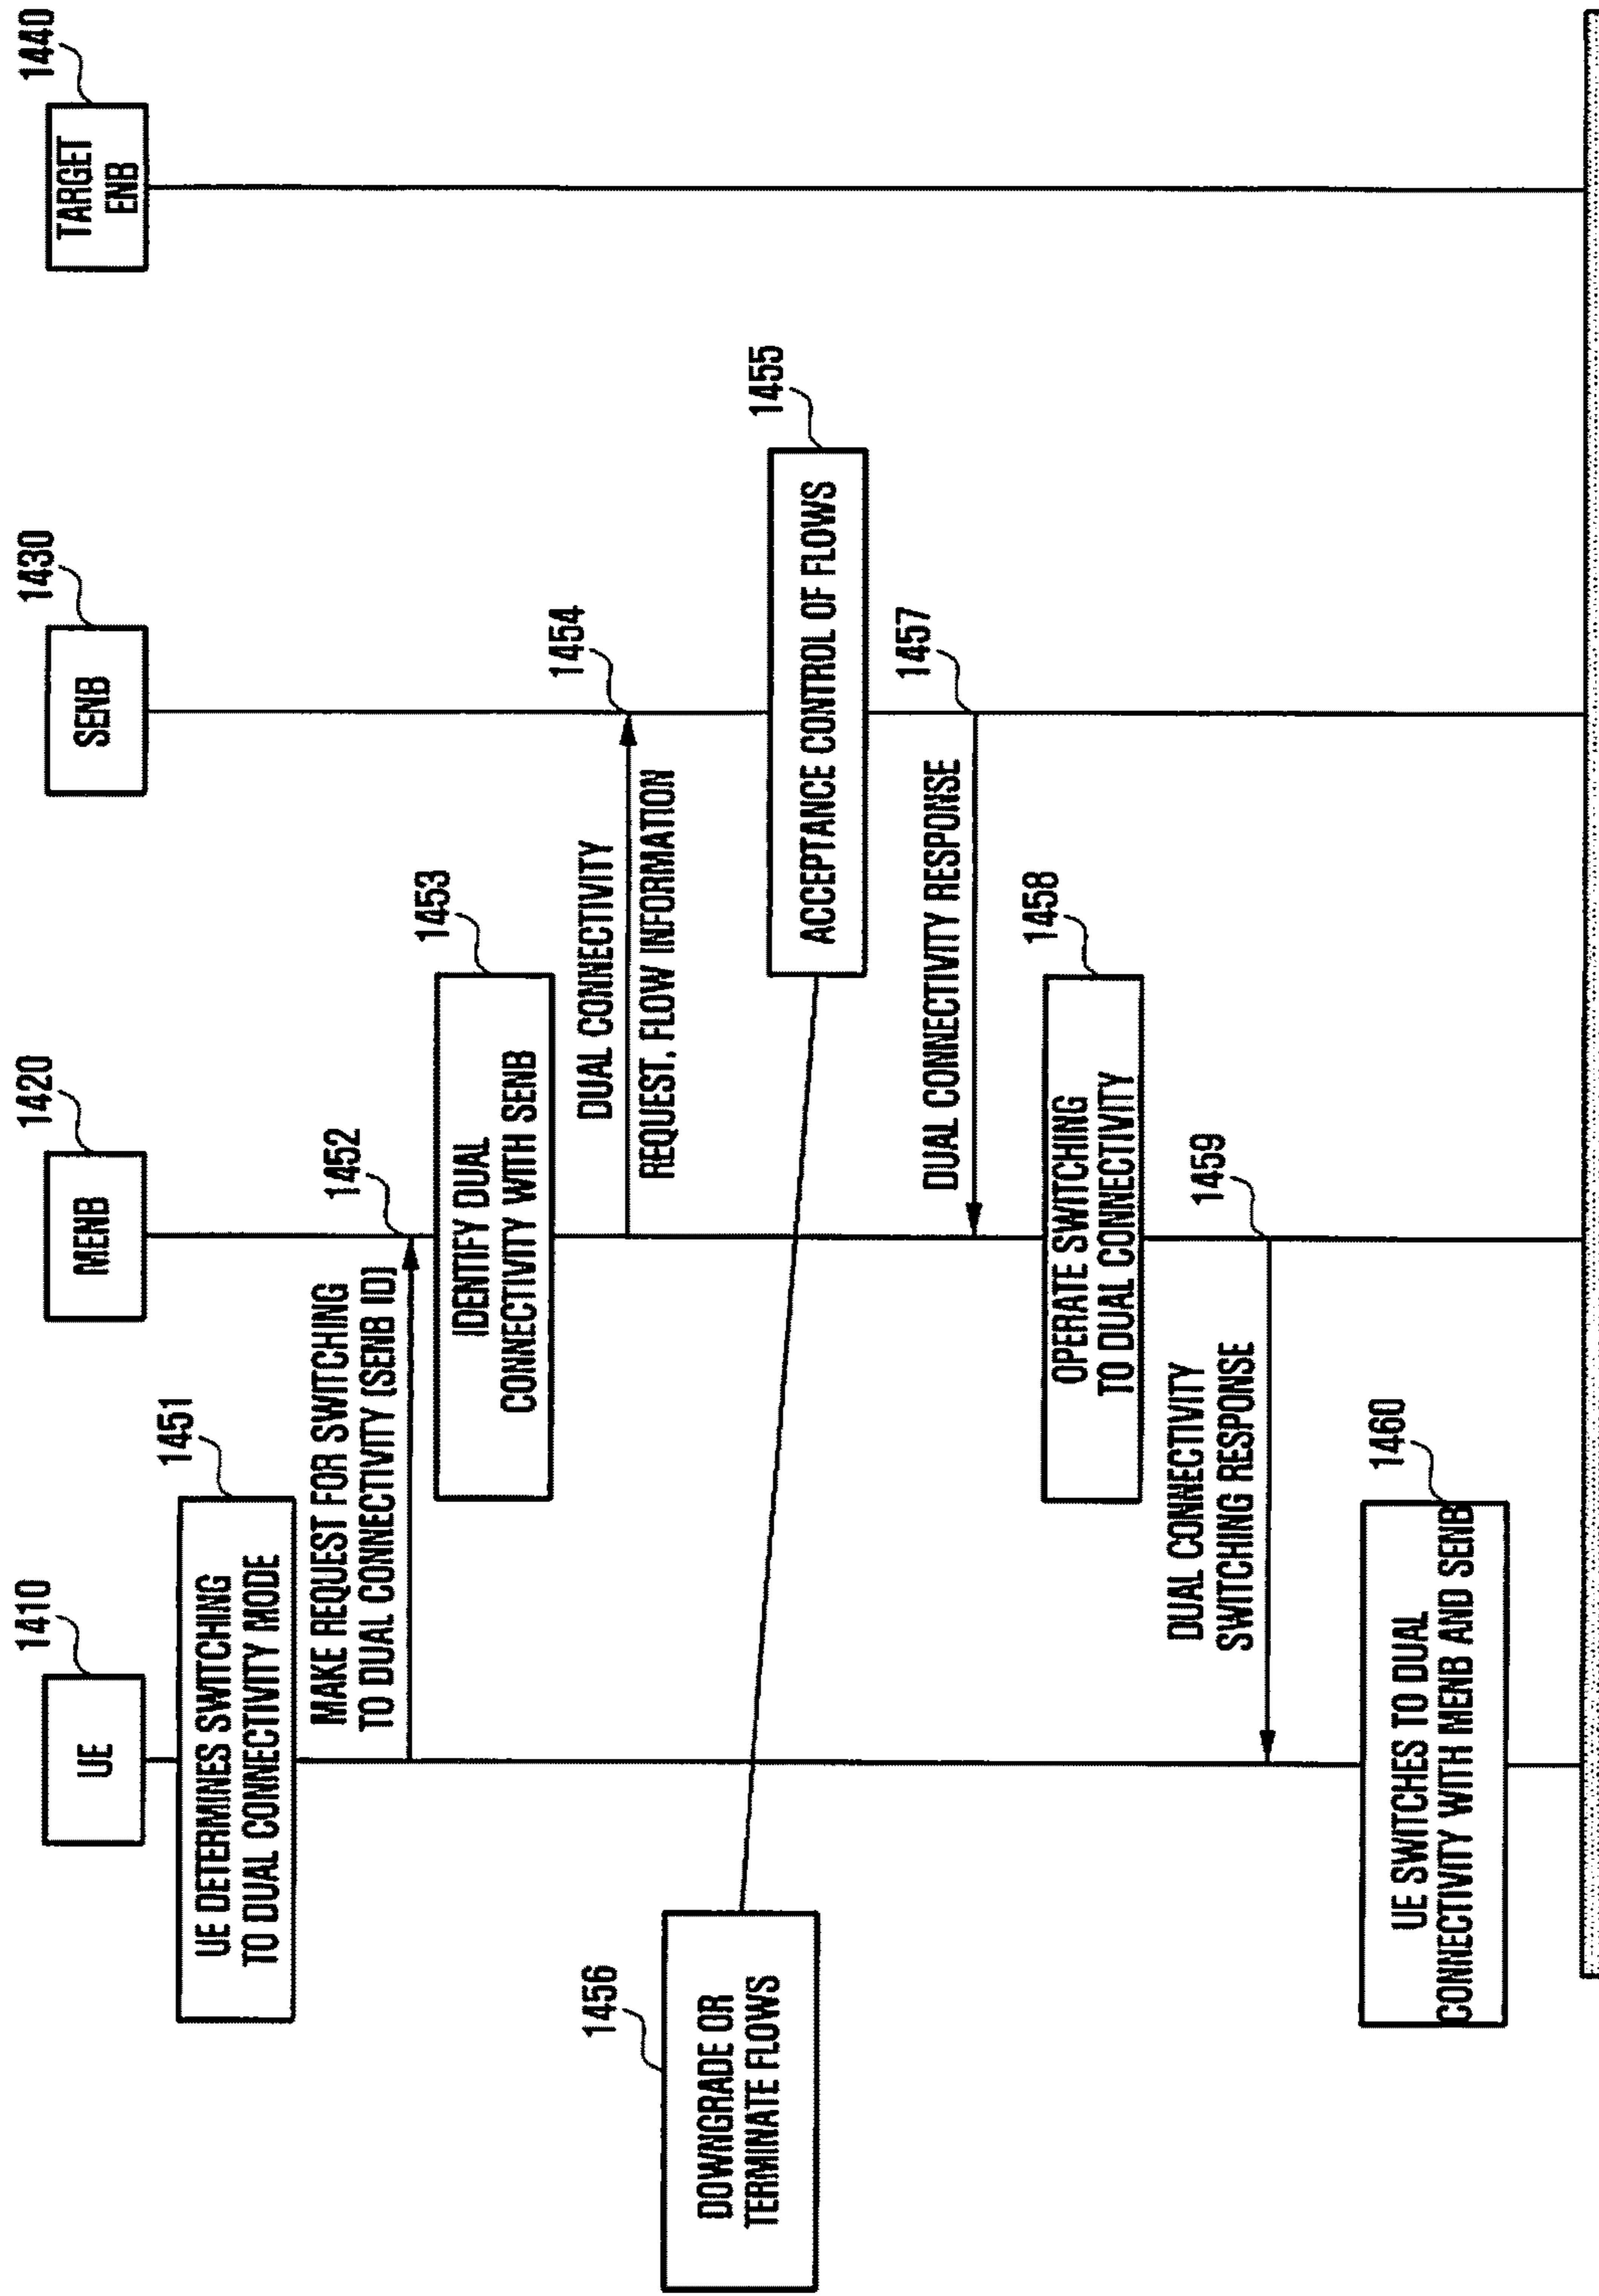 1410
UE
1420
MENB
1430
SENB
1440
TARGET
ENB
1451
UE DETERMINES SWITCHING
TO DUAL CONNECTIVITY MODE
1452
MAKE REQUEST FOR SWITCHING
TO DUAL CONNECTIVITY (SENB ID)
1453
IDENTIFY DUAL
CONNECTIVITY WITH SENB
1454
DUAL CONNECTIVITY
REQUEST, FLOW INFORMATION
1455
ACCEPTANCE CONTROL OF FLOWS
1456
DOWNGRADE OR
TERMINATE FLOWS
1457
DUAL CONNECTIVITY RESPONSE
1458
OPERATE SWITCHING
TO DUAL CONNECTIVITY
1459
DUAL CONNECTIVITY
SWITCHING RESPONSE
1460
UE SWITCHES TO DUAL
CONNECTIVITY WITH MENB AND SENB